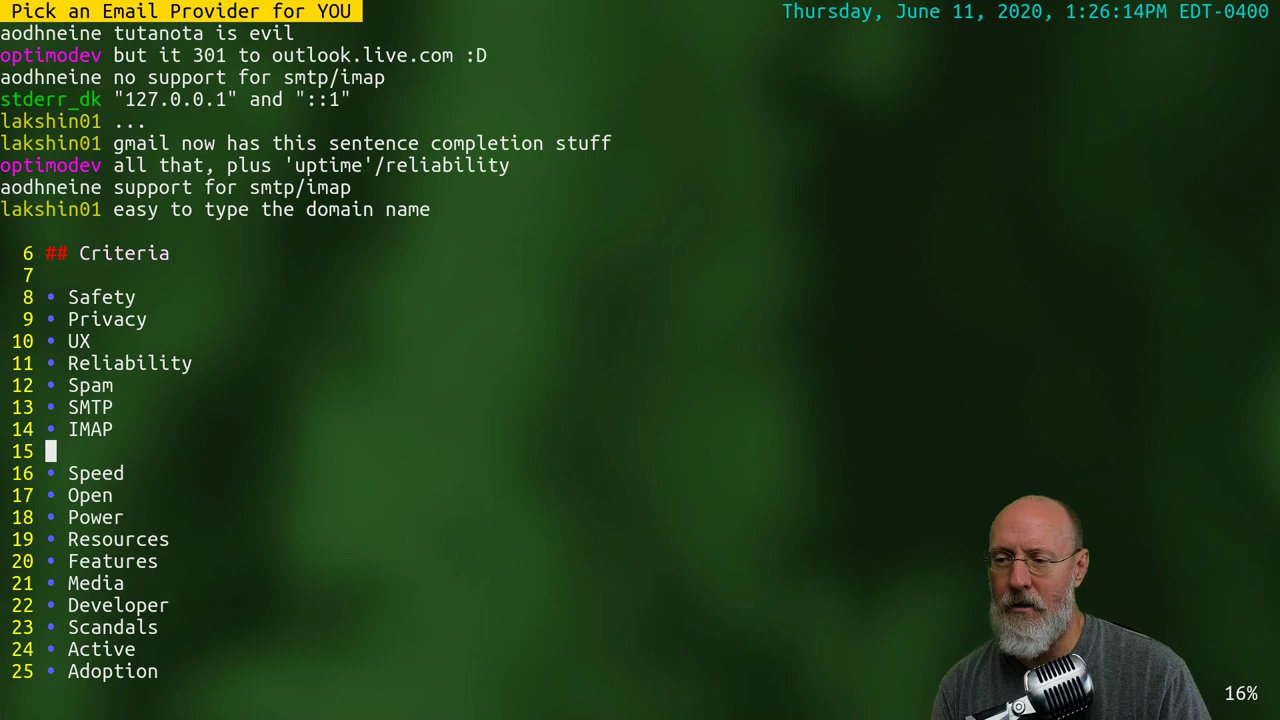 Pick an Email Provider for YOU
Thursday, June 11, 2020, 1:26:14PM EDT-0400
aodhneine tutanota is evil
optimodev but it 301 to outlook.live.com :D
aodhneine no support for smtp/imap
stderr_dk "127.0.0.1" and "::1"
lakshin01 ...
lakshin01 gmail now has this sentence completion stuff
optimodev all that, plus 'uptime'/reliability
aodhneine support for smtp/imap
lakshin01 easy to type the domain name
6 ## Criteria
7
8 • Safety
9 • Privacy
10 • UX
11 • Reliability
12 • Spam
13 • SMTP
14 • IMAP
15
16 • Speed
17 • Open
18 • Power
19 • Resources
20 • Features
21 • Media
22 • Developer
23 • Scandals
24 • Active
25 • Adoption
16%